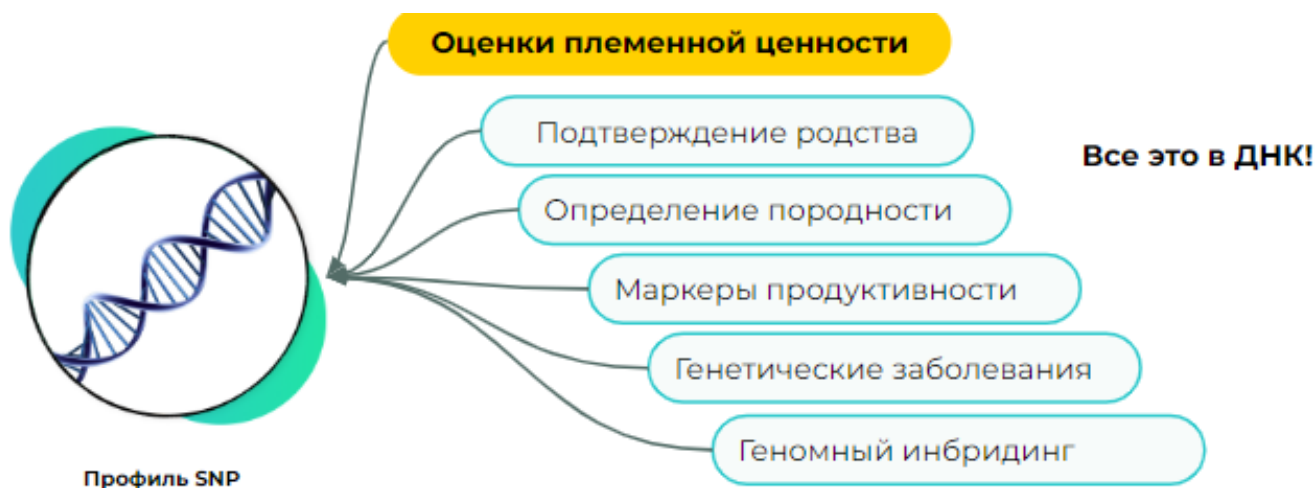 Оценки племенной ценности
Подтверждение родства
Все это в ДНК!
Определение породности
Маркеры продуктивности
Генетические заболевания
Геномный инбридинг
Профиль SNP